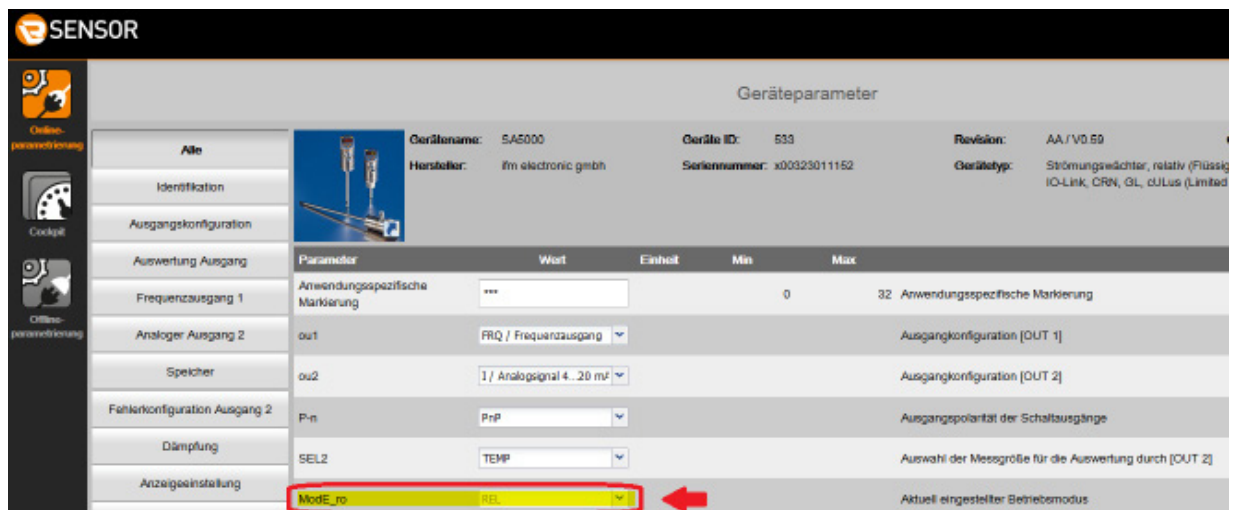 SENSOR
Geräteparameter
Online-
parametrierung
Cockpit
Offline-
parametrierung
Alle
Identifikation
Ausgangskonfiguration
Auswertung Ausgang
Frequenzausgang 1
Analoger Ausgang 2
Speicher
Fehlerkonfiguration Ausgang 2
Dämpfung
Anzeigeeinstellung
Gerätename: SA5000 Geräte ID: 533 Revision: AA / V0.59
Hersteller: ifm electronic gmbh Seriennummer: x00323011152 Gerätetyp: Strömungswächter, relativ (Flüssig
IO-Link, CRN, GL, cULus (Limited
Parameter Wert Einheit Min Max
Anwendungsspezifische
Markierung *** 0 32 Anwendungsspezifische Markierung
ou1 FRQ / Frequenzausgang Ausgangkonfiguration [OUT 1]
ou2 I / Analogsignal 4...20 mA Ausgangkonfiguration [OUT 2]
P-n PnP Ausgangspolarität der Schaltausgänge
SEL2 TEMP Auswahl der Messgröße für die Auswertung durch [OUT 2]
ModE_ro REL Aktuell eingestellter Betriebsmodus